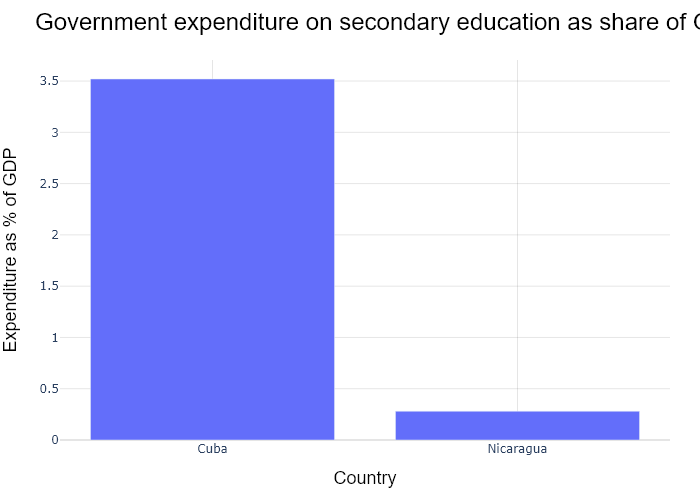 Government expenditure on secondary education as share of
3.5
3
2.5
2
1.5
1
0.5
0
Expenditure as % of GDP
Cuba
Nicaragua
Country